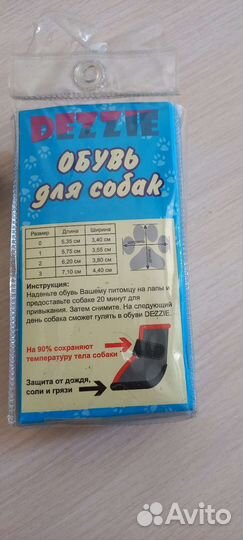 DEZZIE
ОБУВЬ
для собак
Размер Длина Ширина
0 5,35 см 3,40 см
1 5,75 см 3,55 см
2 6,20 см 3,80 см
3 7,10 см 4,40 см
Инструкция:
Наденьте обувь Вашему питомцу на лапы и
предоставьте собаке 20 минут для
привыкания. Затем снимите. На следующий
день собака сможет гулять в обуви DEZZIE.
На 90% сохраняют
температуру тела собаки
Защита от дождя,
соли и грязи
Avito